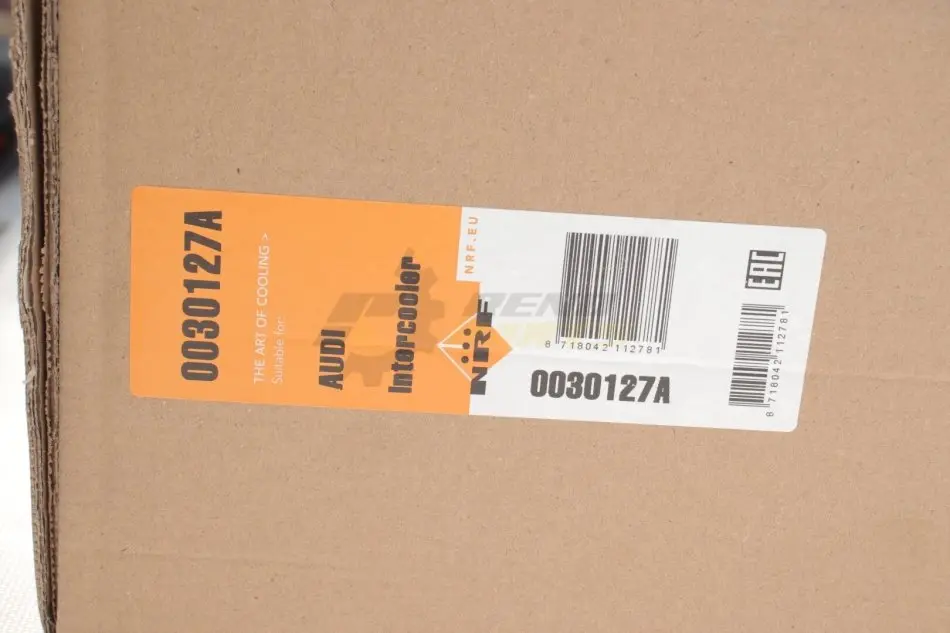 0030127A
THE ART OF COOLING >
Suitable for:
AUDI
Intercooler
NRF.EU
NRF
8 718042 112781
0030127A
EAC
8 718042 112781